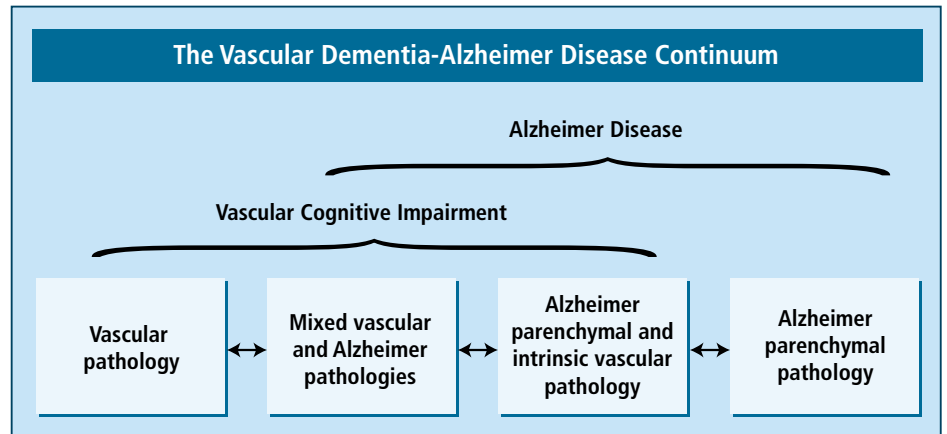 The Vascular Dementia-Alzheimer Disease Continuum
Alzheimer Disease
Vascular Cognitive Impairment
Vascular
pathology
Mixed vascular
and Alzheimer
pathologies
Alzheimer
parenchymal and
intrinsic vascular
pathology
Alzheimer
parenchymal
pathology